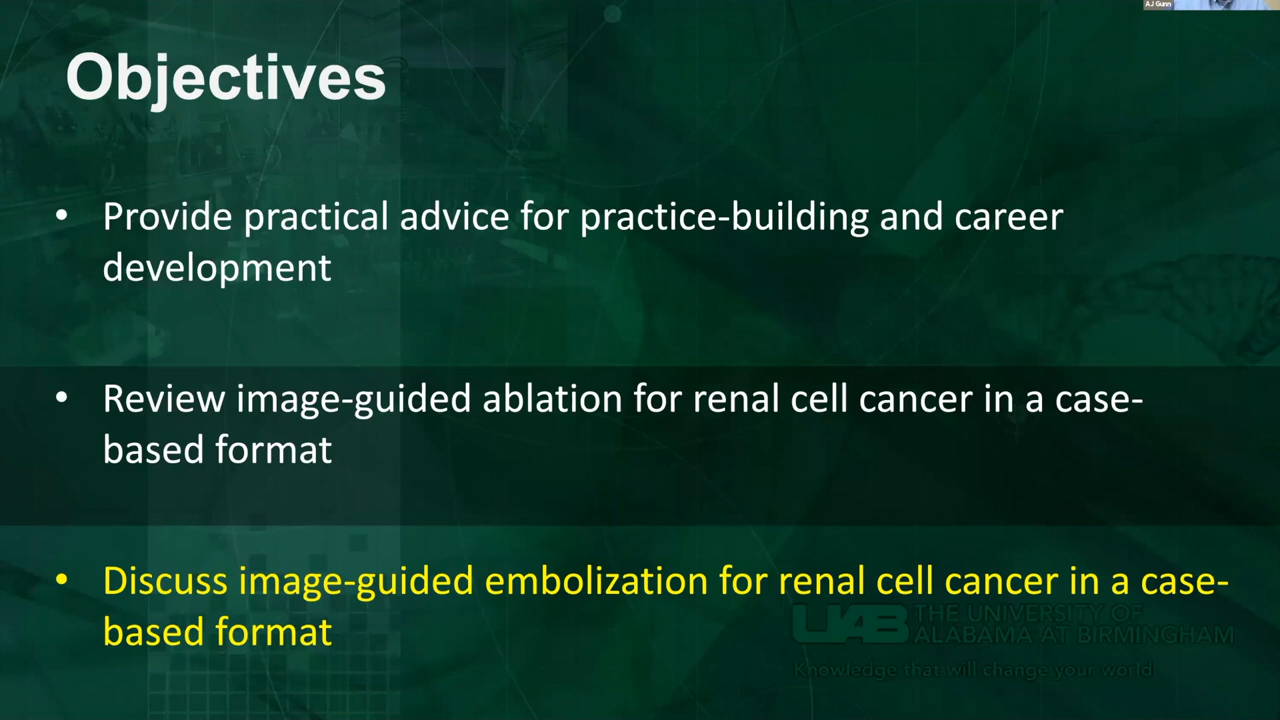 AJ Gunn
Objectives
• Provide practical advice for practice-building and career
development
• Review image-guided ablation for renal cell cancer in a case-
based format
• Discuss image-guided embolization for renal cell cancer in a case-
based format
UAB THE UNIVERSITY OF
ALABAMA AT BIRMINGHAM
Knowledge that will change your world